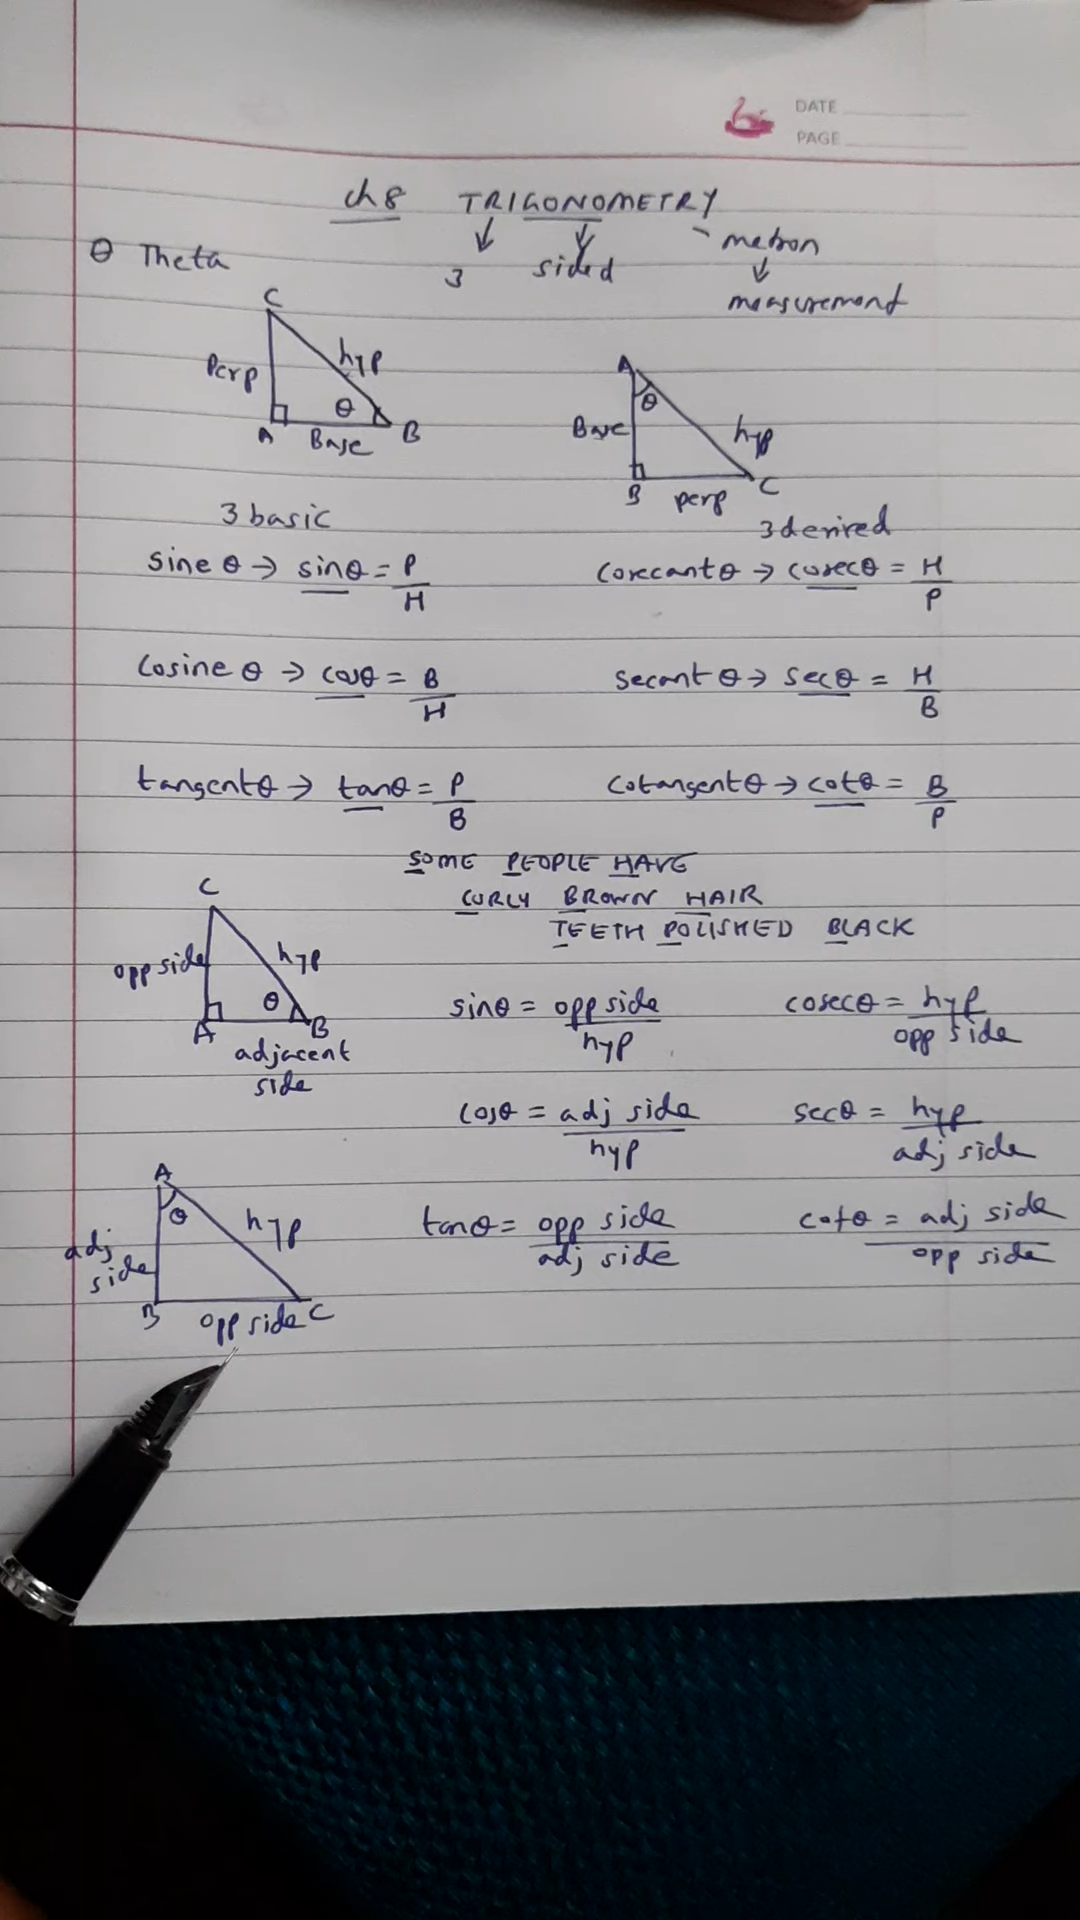 DATE
PAGE
ch 8 TRIGONOMETRY
θ Theta
3 sided
metron
measurement
C
Perp hyp
θ
A Base B
A
θ
Base hyp
B perp C
3 basic
3 derived
sine θ → sinθ = P/H
cosecant θ → cosecθ = H/P
Cosine θ → cosθ = B/H
secant θ → secθ = H/B
tangent θ → tanθ = P/B
cotangent θ → cotθ = B/P
SOME PEOPLE HAVE
CURLY BROWN HAIR
TEETH POLISHED BLACK
C
opp side hyp
θ
A B
adjacent
side
sinθ = opp side/hyp
cosecθ = hyp/opp side
cosθ = adj side/hyp
secθ = hyp/adj side
A
θ
adj
side
hyp
B opp side C
tanθ = opp side/adj side
cotθ = adj side/opp side